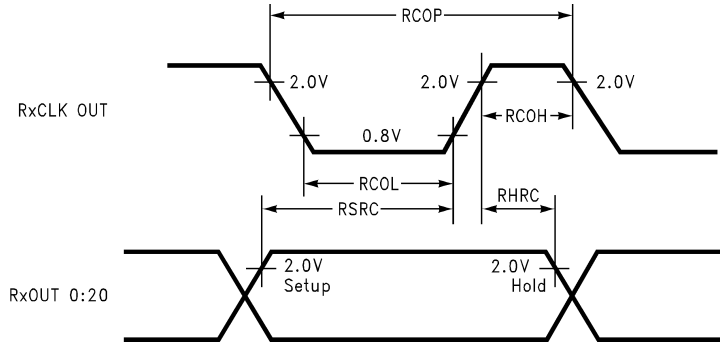 RCOP
2.0V
2.0V
2.0V
RxCLK OUT
RCOH
0.8V
RCOL
RHRC
RSRC
2.0V
Setup
2.0V
Hold
RxOUT 0:20